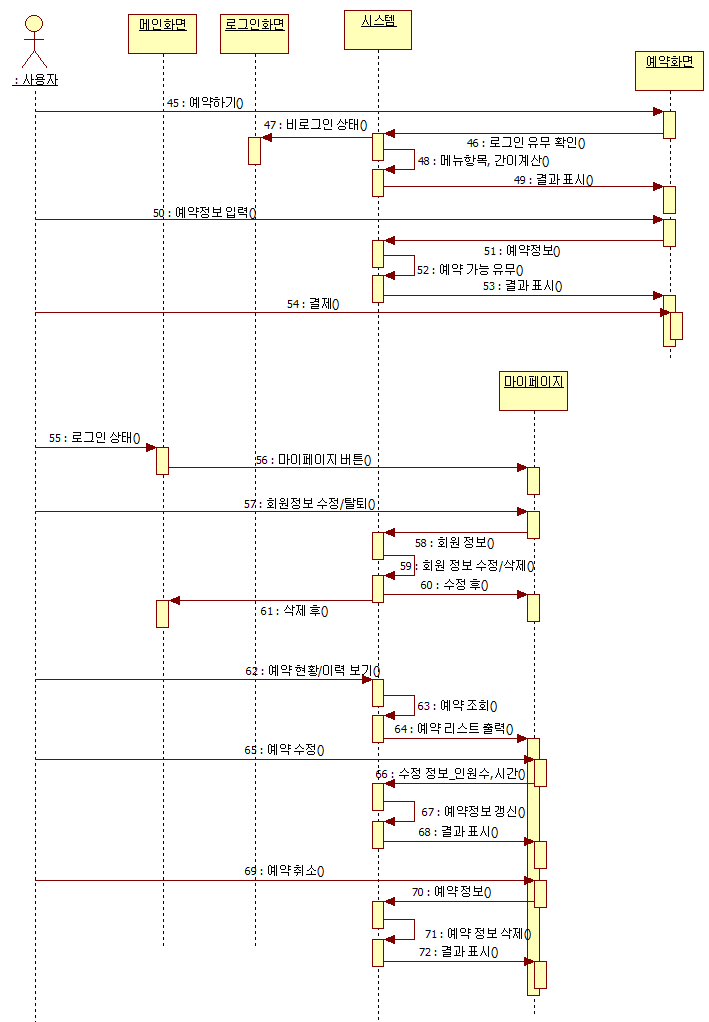 메인화면
로그인화면
시스템
예약화면
: 사용자
45 : 예약하기()
46 : 로그인 유무 확인()
47 : 비로그인 상태()
48 : 메뉴항목, 간이계산()
49 : 결과 표시()
50 : 예약정보 입력()
51 : 예약정보()
52 : 예약 가능 유무()
53 : 결과 표시()
54 : 결제()
마이페이지
55 : 로그인 상태()
56 : 마이페이지 버튼()
57 : 회원정보 수정/탈퇴()
58 : 회원 정보()
59 : 회원 정보 수정/삭제()
60 : 수정 후()
61 : 삭제 후()
62 : 예약 현황/이력 보기()
63 : 예약 조회()
64 : 예약 리스트 출력()
65 : 예약 수정()
66 : 수정 정보_인원수,시간()
67 : 예약정보 갱신()
68 : 결과 표시()
69 : 예약 취소()
70 : 예약 정보()
71 : 예약 정보 삭제()
72 : 결과 표시()